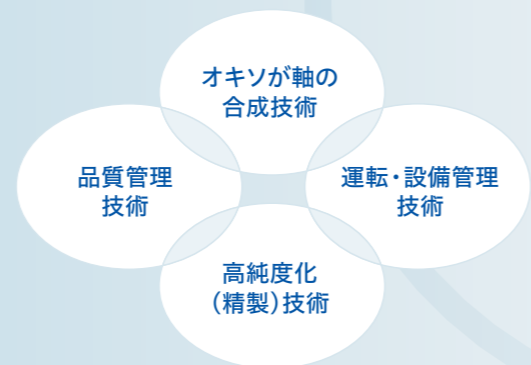 オキソが軸の
合成技術
品質管理
技術
運転・設備管理
技術
高純度化
（精製）技術